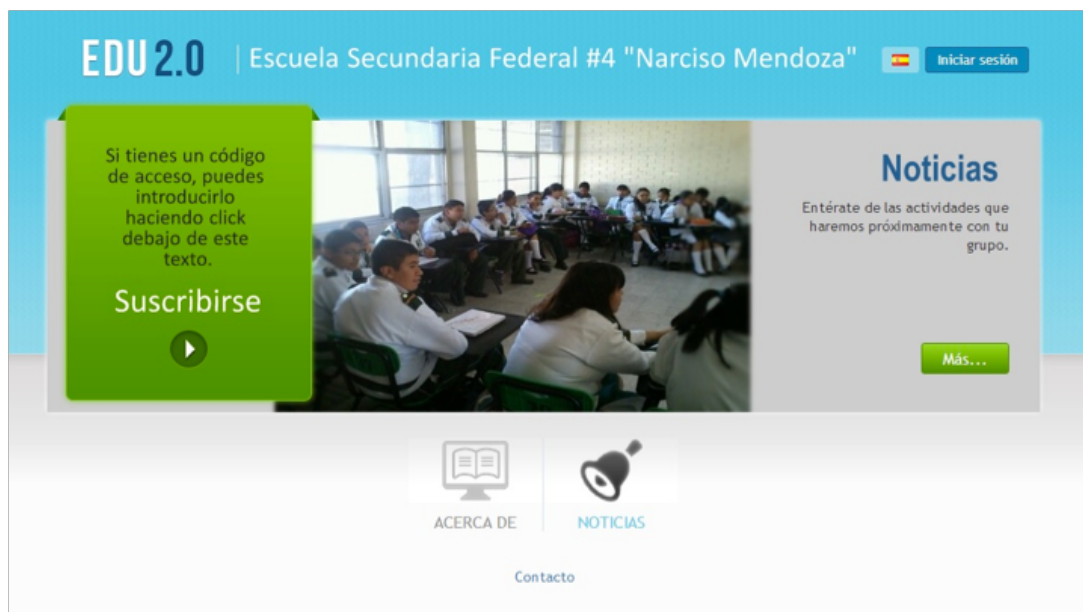 EDU 2.0 | Escuela Secundaria Federal #4 "Narciso Mendoza"
Iniciar sesión
Si tienes un código
de acceso, puedes
introducirlo
haciendo click
debajo de este
texto.
Suscribirse
Noticias
Entérate de las actividades que
haremos próximamente con tu
grupo.
Más...
ACERCA DE
NOTICIAS
Contacto